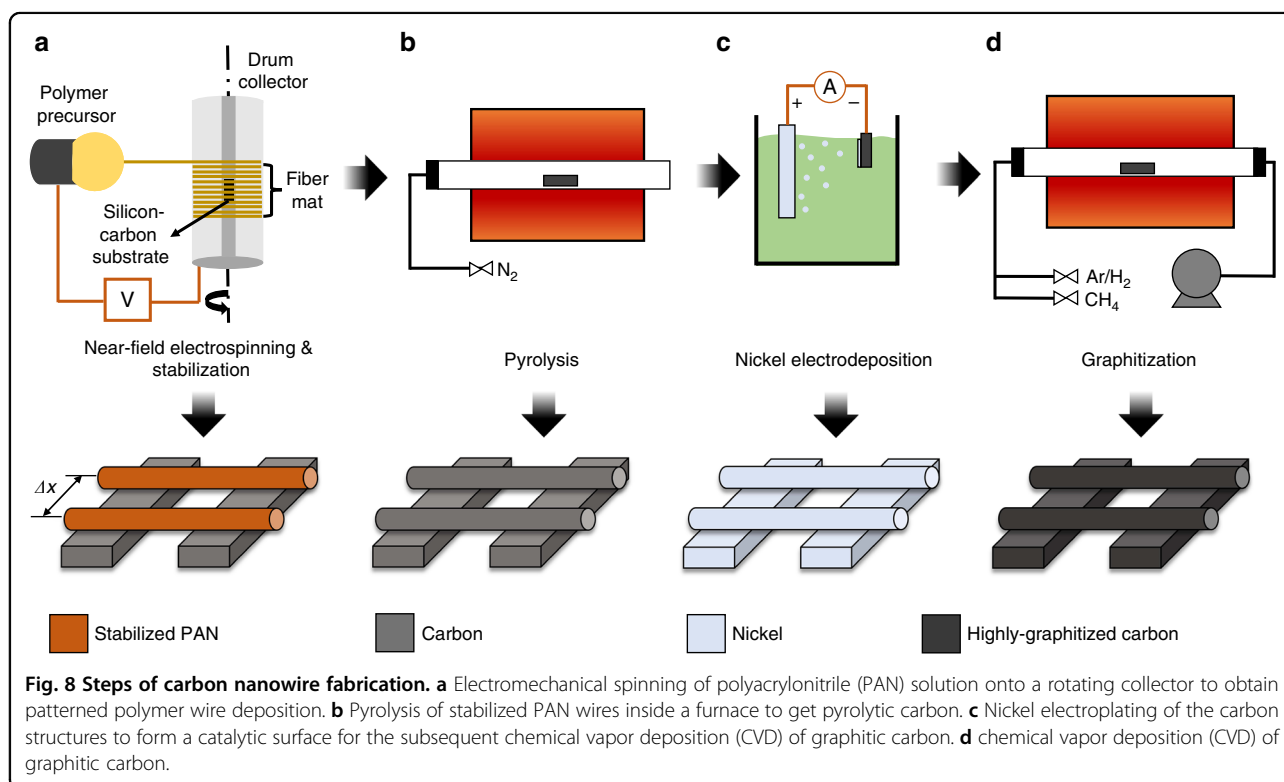 a
Drum
collector
Polymer
precursor
Fiber
mat
Silicon-
carbon
substrate
V
Near-field electrospinning &
stabilization
b
N2
Pyrolysis
c
A
+
−
Nickel electrodeposition
d
Ar/H2
CH4
Graphitization
Δx
Stabilized PAN
Carbon
Nickel
Highly-graphitized carbon
Fig. 8 Steps of carbon nanowire fabrication. a Electromechanical spinning of polyacrylonitrile (PAN) solution onto a rotating collector to obtain
patterned polymer wire deposition. b Pyrolysis of stabilized PAN wires inside a furnace to get pyrolytic carbon. c Nickel electroplating of the carbon
structures to form a catalytic surface for the subsequent chemical vapor deposition (CVD) of graphitic carbon. d chemical vapor deposition (CVD) of
graphitic carbon.